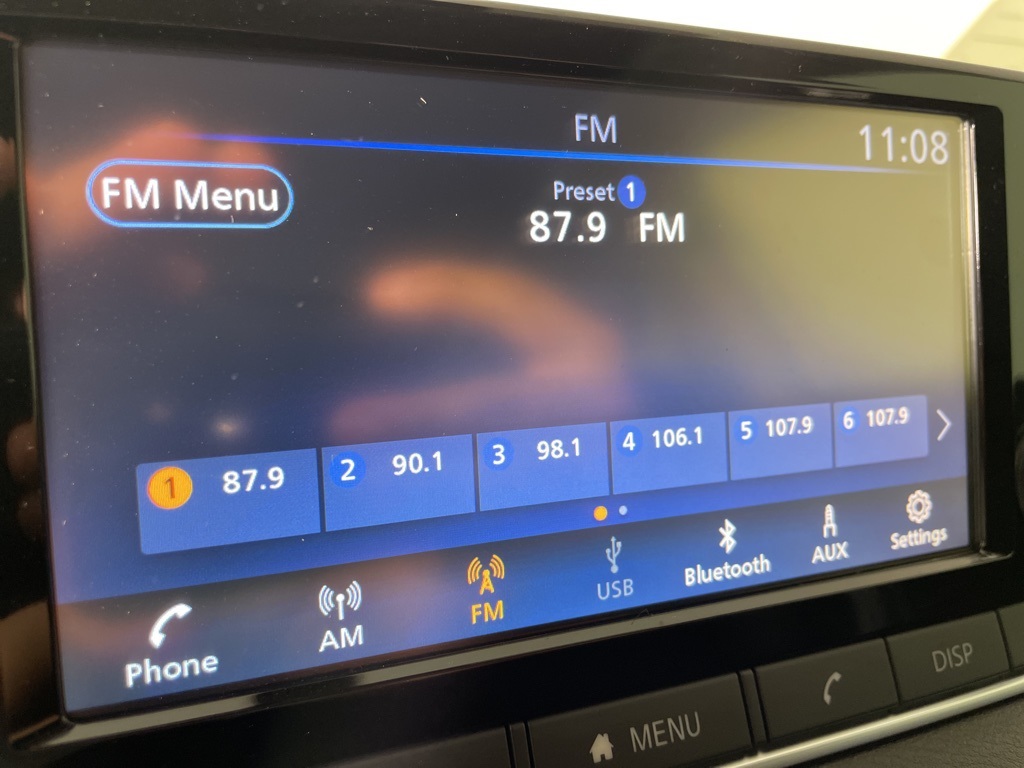 FM
11:08
FM Menu
Preset 1
87.9 FM
1 87.9
2 90.1
3 98.1
4 106.1
5 107.9
6 107.9
Phone
AM
FM
USB
Bluetooth
AUX
Settings
MENU
DISP